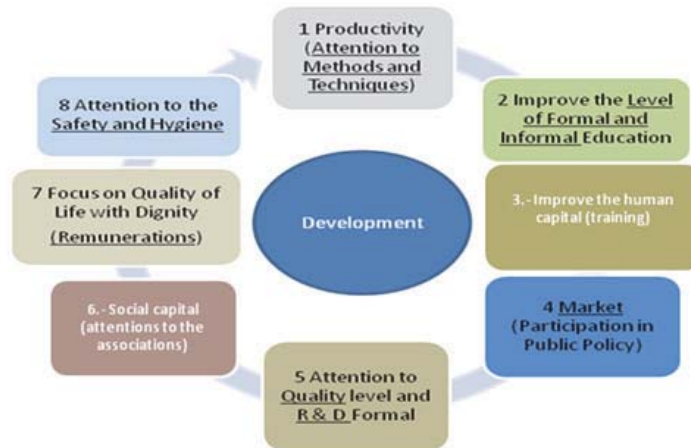 1 Productivity
(Attention to
Methods and
Techniques)
2 Improve the Level
of Formal and
Informal Education
3.- Improve the human
capital (training)
4 Market
(Participation in
Public Policy)
5 Attention to
Quality level and
R & D Formal
6.- Social capital
(attentions to the
associations)
7 Focus on Quality of
Life with Dignity
(Remunerations)
8 Attention to the
Safety and Hygiene
Development